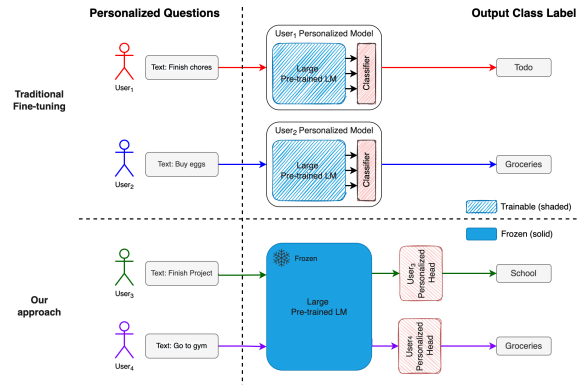 Personalized Questions
Output Class Label
Traditional
Fine-tuning
User1
Text: Finish chores
User1 Personalized Model
Large
Pre-trained LM
Classifier
Todo
User2
Text: Buy eggs
User2 Personalized Model
Large
Pre-trained LM
Classifier
Groceries
Trainable (shaded)
Frozen (solid)
Our
approach
User3
Text: Finish Project
Frozen
Large
Pre-trained LM
User3
Personalized
Head
School
User4
Text: Go to gym
User4
Personalized
Head
Groceries